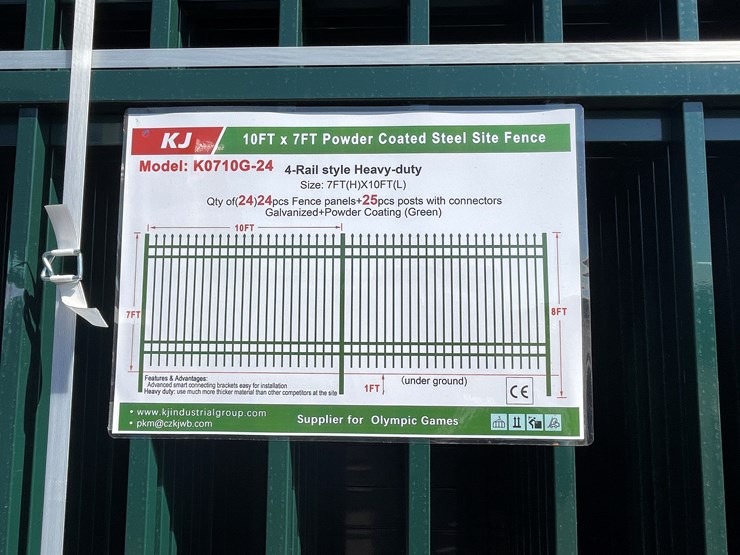 KJ 10FT x 7FT Powder Coated Steel Site Fence
Model: K0710G-24 4-Rail style Heavy-duty
Size: 7FT(H)X10FT(L)
Qty of(24)24pcs Fence panels+25pcs posts with connectors
Galvanized+Powder Coating (Green)
10FT
7FT
8FT
1FT
(under ground)
Features & Advantages:
Advanced smart connecting brackets easy for installation
Heavy duty: use much more thicker material than other competitors at the site
CE
• www.kjindustrialgroup.com
• pkm@czkjwb.com
Supplier for Olympic Games